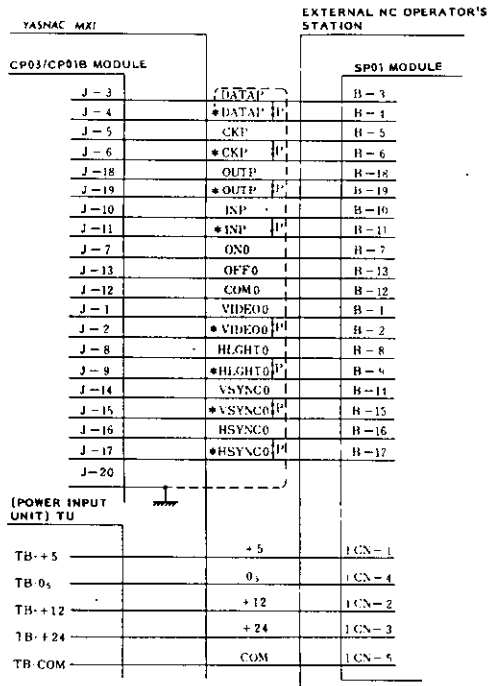 EXTERNAL NC OPERATOR'S
STATION
YASNAC MX1
CP03/CP01B MODULE
SP01 MODULE
J-3 DATAP B-3
J-4 *DATAP P B-4
J-5 CKP B-5
J-6 *CKP P B-6
J-18 OUTP B-18
J-19 *OUTP P B-19
J-10 INP B-10
J-11 *INP P B-11
J-7 ON0 B-7
J-13 OFF0 B-13
J-12 COM0 B-12
J-1 VIDEO0 B-1
J-2 *VIDEO0 P B-2
J-8 HLGHT0 B-8
J-9 *HLGHT0 P B-9
J-14 VSYNC0 B-14
J-15 *VSYNC0 P B-15
J-16 HSYNC0 B-16
J-17 *HSYNC0 P B-17
J-20
(POWER INPUT
UNIT) TU
TB-+5 +5 1CN-1
TB-05 05 1CN-4
TB-+12 +12 1CN-2
TB-+24 +24 1CN-3
TB-COM COM 1CN-5